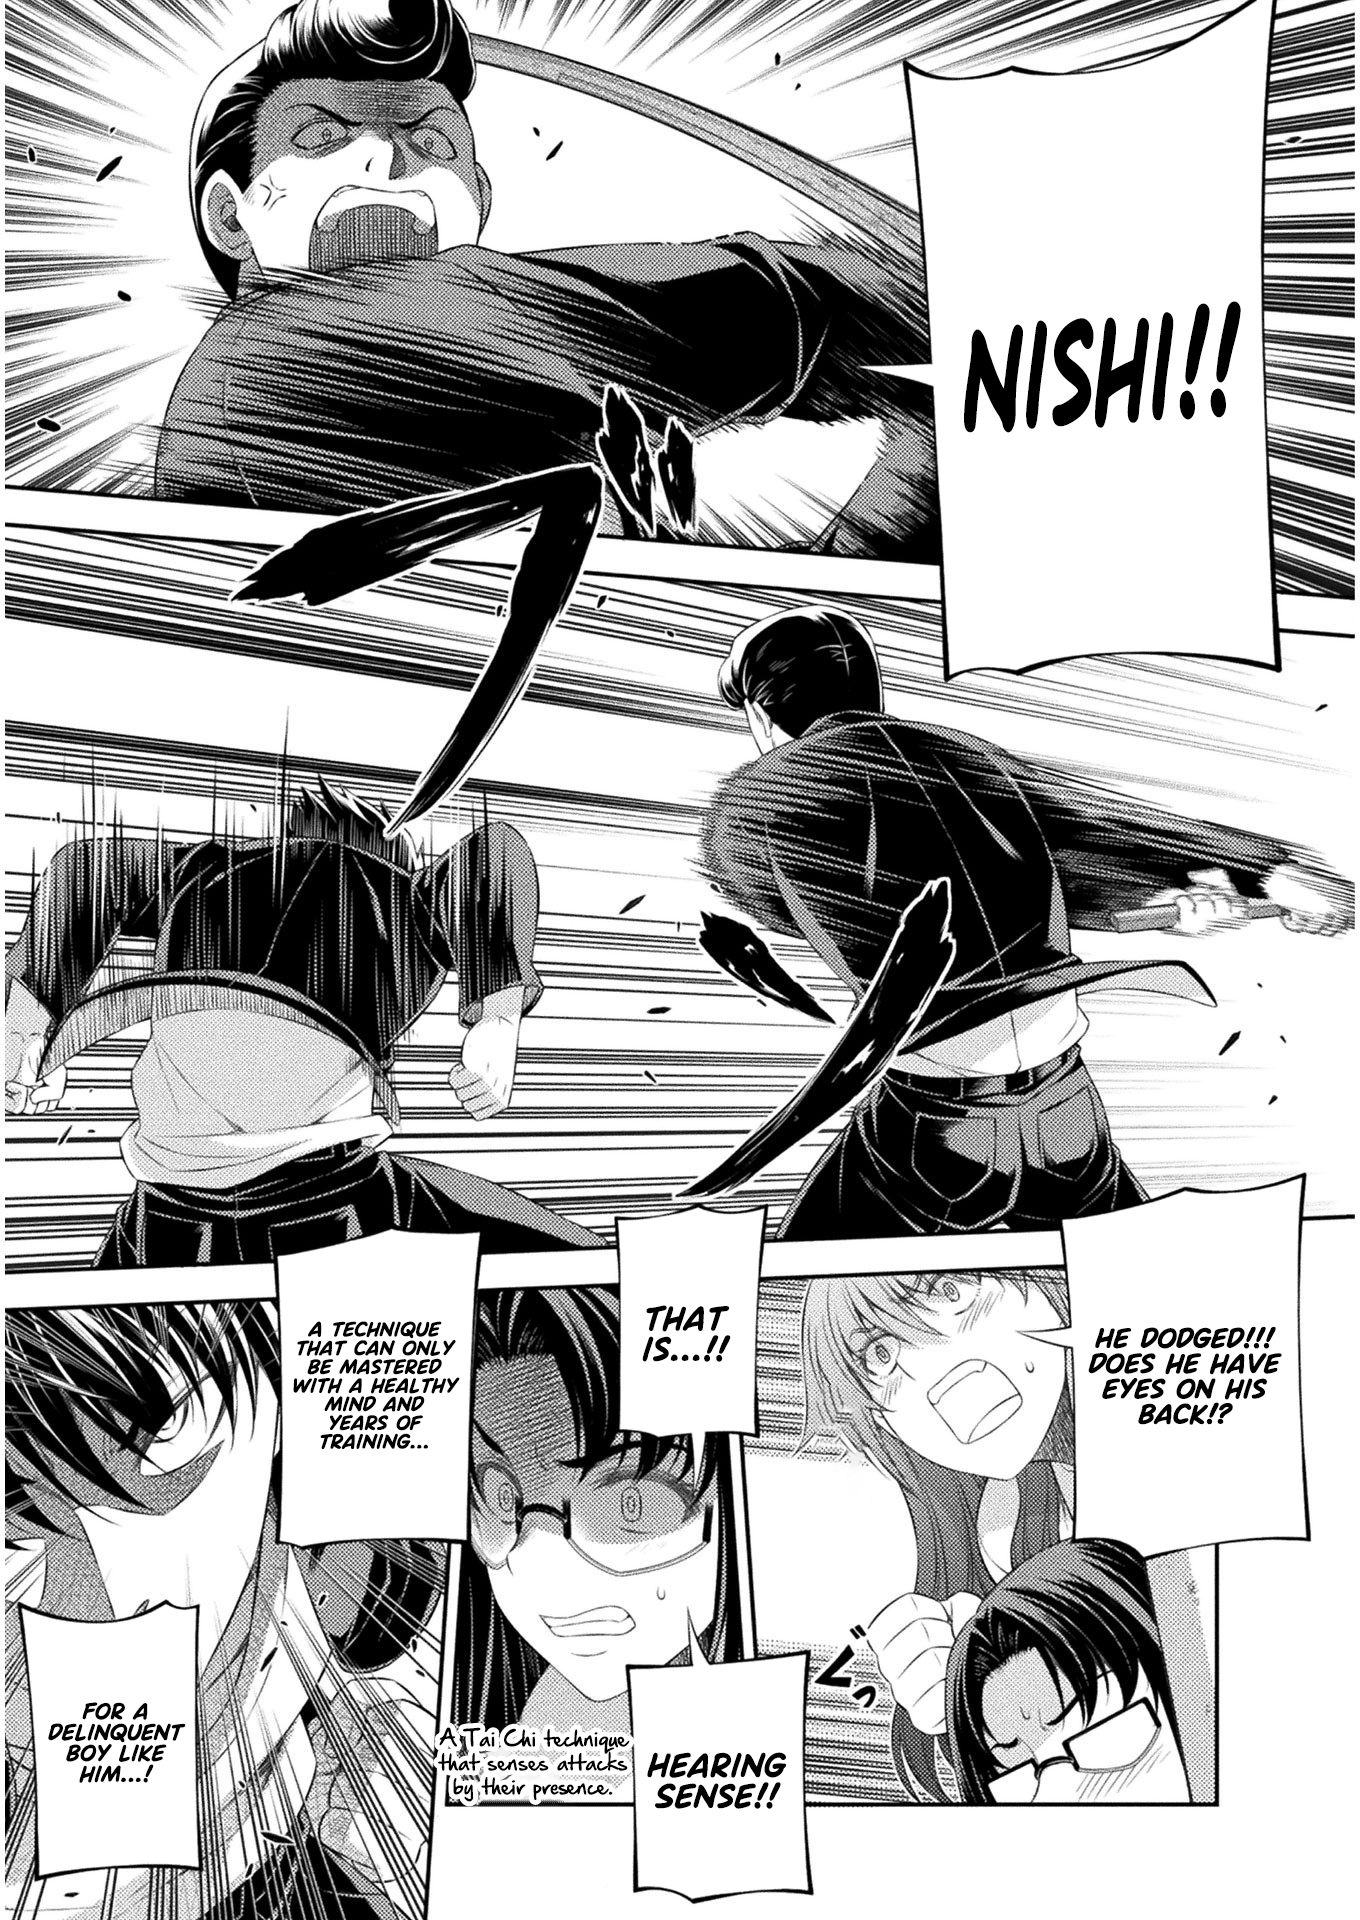 NISHI!!
HE DODGED!!!
DOES HE HAVE
EYES ON HIS
BACK!?
THAT
IS...!!
HEARING
SENSE!!
A Tai Chi technique
that senses attacks
by their presence.
A TECHNIQUE
THAT CAN ONLY
BE MASTERED
WITH A HEALTHY
MIND AND
YEARS OF
TRAINING...
FOR A
DELINQUENT
BOY LIKE
HIM...!